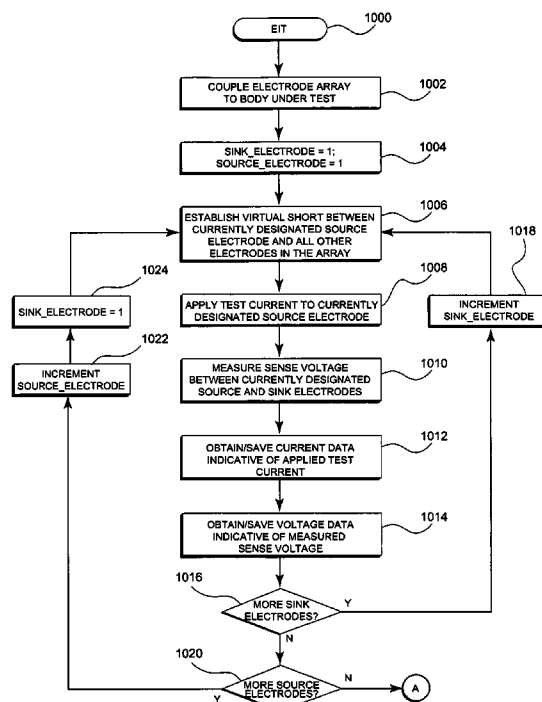 EIT
1000
COUPLE ELECTRODE ARRAY
TO BODY UNDER TEST
1002
SINK_ELECTRODE = 1;
SOURCE_ELECTRODE = 1
1004
ESTABLISH VIRTUAL SHORT BETWEEN
CURRENTLY DESIGNATED SOURCE
ELECTRODE AND ALL OTHER
ELECTRODES IN THE ARRAY
1006
1018
1024
SINK_ELECTRODE = 1
APPLY TEST CURRENT TO CURRENTLY
DESIGNATED SOURCE ELECTRODE
1008
INCREMENT
SINK_ELECTRODE
1022
INCREMENT
SOURCE_ELECTRODE
MEASURE SENSE VOLTAGE
BETWEEN CURRENTLY DESIGNATED
SOURCE AND SINK ELECTRODES
1010
OBTAIN/SAVE CURRENT DATA
INDICATIVE OF APPLIED TEST
CURRENT
1012
OBTAIN/SAVE VOLTAGE DATA
INDICATIVE OF MEASURED
SENSE VOLTAGE
1014
1016
MORE SINK
ELECTRODES?
Y
N
1020
MORE SOURCE
ELECTRODES?
Y
N
A